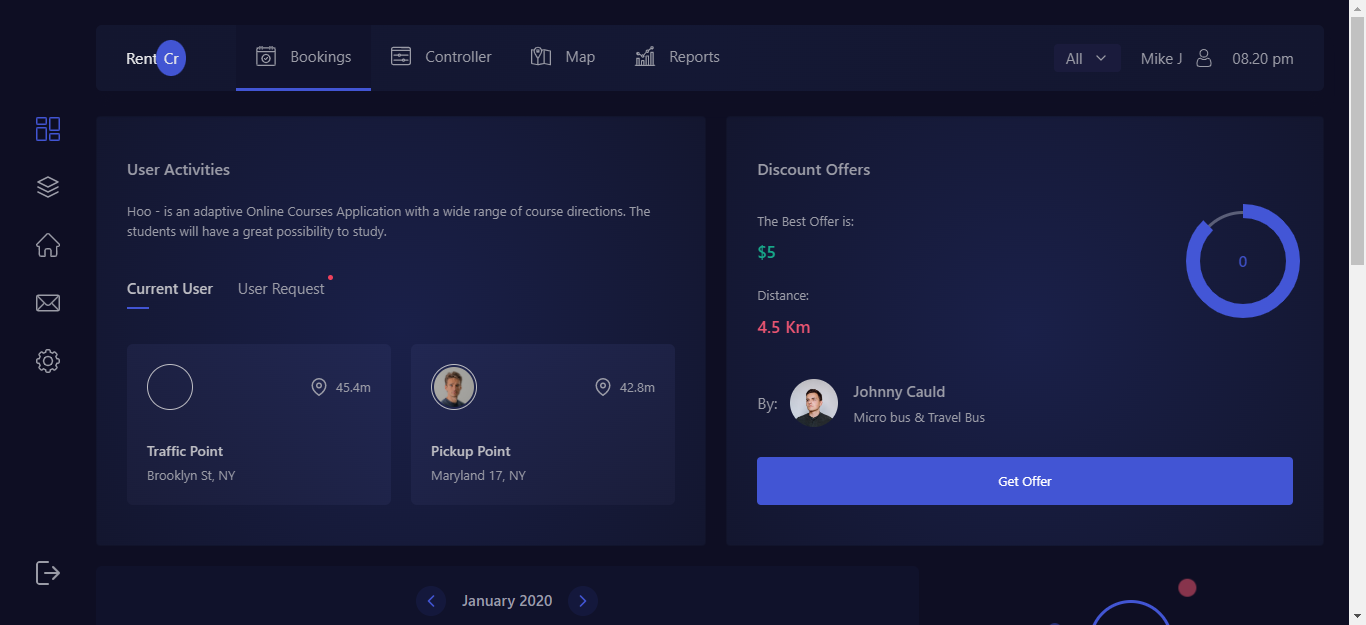 Rent Cr
Bookings
Controller
Map
Reports
All
Mike J
08.20 pm
User Activities
Hoo - is an adaptive Online Courses Application with a wide range of course directions. The
students will have a great possibility to study.
Current User
User Request
45.4m
Traffic Point
Brooklyn St, NY
42.8m
Pickup Point
Maryland 17, NY
Discount Offers
The Best Offer is:
$5
Distance:
4.5 Km
0
By:
Johnny Cauld
Micro bus & Travel Bus
Get Offer
January 2020